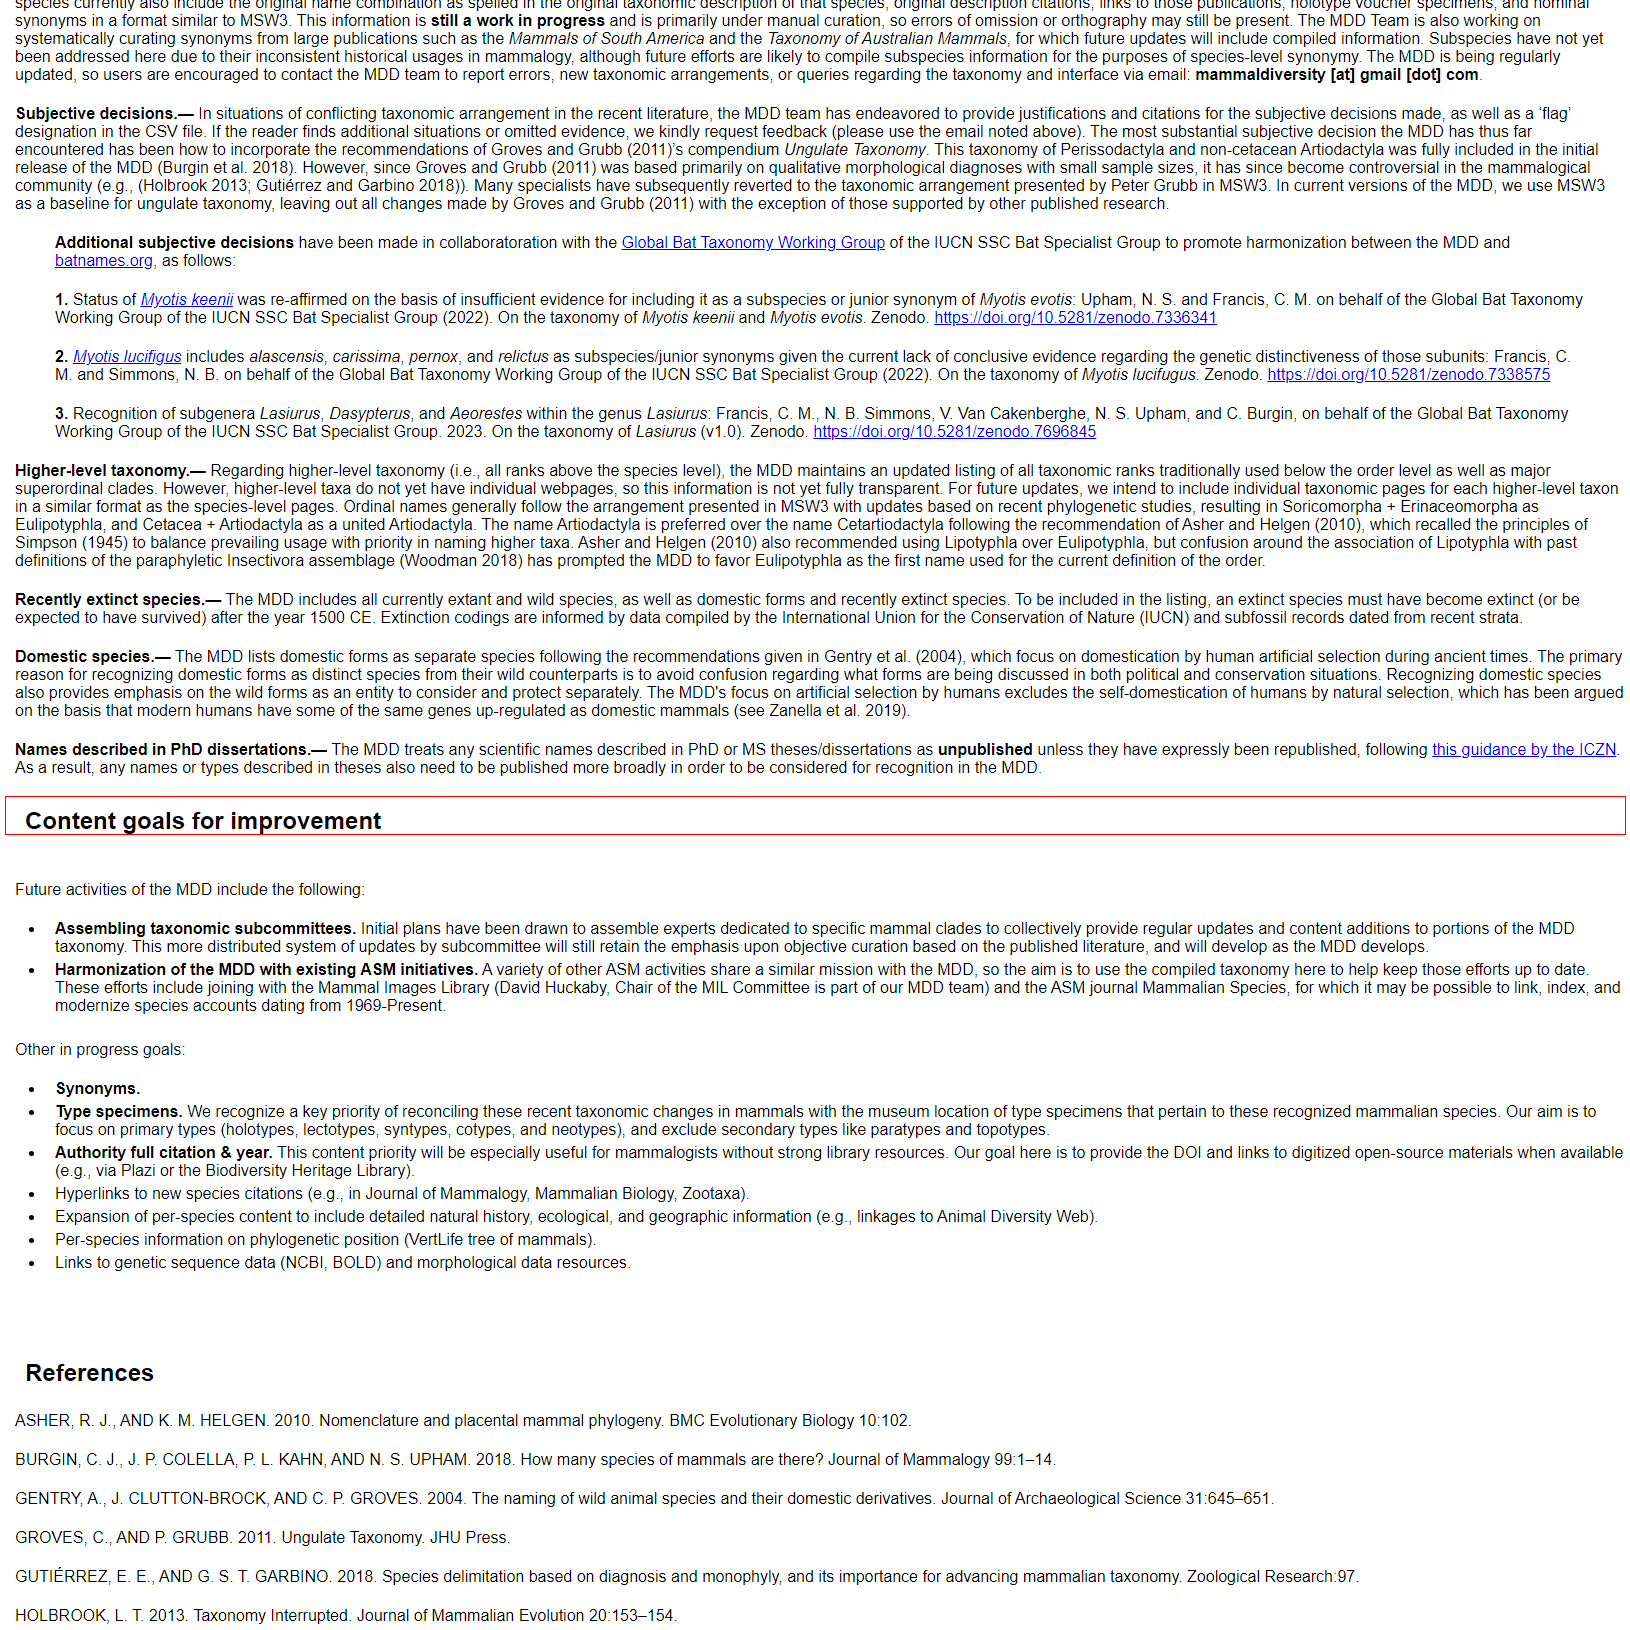 species currently also include the original name combination as spelled in the original taxonomic description of that species, original description citations, links to those publications, holotype voucher specimens, and nominal
synonyms in a format similar to MSW3. This information is still a work in progress and is primarily under manual curation, so errors of omission or orthography may still be present. The MDD Team is also working on
systematically curating synonyms from large publications such as the Mammals of South America and the Taxonomy of Australian Mammals, for which future updates will include compiled information. Subspecies have not yet
been addressed here due to their inconsistent historical usages in mammalogy, although future efforts are likely to compile subspecies information for the purposes of species-level synonymy. The MDD is being regularly
updated, so users are encouraged to contact the MDD team to report errors, new taxonomic arrangements, or queries regarding the taxonomy and interface via email: mammaldiversity [at] gmail [dot] com.
Subjective decisions.— In situations of conflicting taxonomic arrangement in the recent literature, the MDD team has endeavored to provide justifications and citations for the subjective decisions made, as well as a ‘flag’
designation in the CSV file. If the reader finds additional situations or omitted evidence, we kindly request feedback (please use the email noted above). The most substantial subjective decision the MDD has thus far
encountered has been how to incorporate the recommendations of Groves and Grubb (2011)’s compendium Ungulate Taxonomy. This taxonomy of Perissodactyla and non-cetacean Artiodactyla was fully included in the initial
release of the MDD (Burgin et al. 2018). However, since Groves and Grubb (2011) was based primarily on qualitative morphological diagnoses with small sample sizes, it has since become controversial in the mammalogical
community (e.g., (Holbrook 2013; Gutiérrez and Garbino 2018)). Many specialists have subsequently reverted to the taxonomic arrangement presented by Peter Grubb in MSW3. In current versions of the MDD, we use MSW3
as a baseline for ungulate taxonomy, leaving out all changes made by Groves and Grubb (2011) with the exception of those supported by other published research.
Additional subjective decisions have been made in collaboratoration with the Global Bat Taxonomy Working Group of the IUCN SSC Bat Specialist Group to promote harmonization between the MDD and
batnames.org, as follows:
1. Status of Myotis keenii was re-affirmed on the basis of insufficient evidence for including it as a subspecies or junior synonym of Myotis evotis: Upham, N. S. and Francis, C. M. on behalf of the Global Bat Taxonomy
Working Group of the IUCN SSC Bat Specialist Group (2022). On the taxonomy of Myotis keenii and Myotis evotis. Zenodo. https://doi.org/10.5281/zenodo.7336341
2. Myotis lucifigus includes alascensis, carissima, pernox, and relictus as subspecies/junior synonyms given the current lack of conclusive evidence regarding the genetic distinctiveness of those subunits: Francis, C.
M. and Simmons, N. B. on behalf of the Global Bat Taxonomy Working Group of the IUCN SSC Bat Specialist Group (2022). On the taxonomy of Myotis lucifugus. Zenodo. https://doi.org/10.5281/zenodo.7338575
3. Recognition of subgenera Lasiurus, Dasypterus, and Aeorestes within the genus Lasiurus: Francis, C. M., N. B. Simmons, V. Van Cakenberghe, N. S. Upham, and C. Burgin, on behalf of the Global Bat Taxonomy
Working Group of the IUCN SSC Bat Specialist Group. 2023. On the taxonomy of Lasiurus (v1.0). Zenodo. https://doi.org/10.5281/zenodo.7696845
Higher-level taxonomy.— Regarding higher-level taxonomy (i.e., all ranks above the species level), the MDD maintains an updated listing of all taxonomic ranks traditionally used below the order level as well as major
superordinal clades. However, higher-level taxa do not yet have individual webpages, so this information is not yet fully transparent. For future updates, we intend to include individual taxonomic pages for each higher-level taxon
in a similar format as the species-level pages. Ordinal names generally follow the arrangement presented in MSW3 with updates based on recent phylogenetic studies, resulting in Soricomorpha + Erinaceomorpha as
Eulipotyphla, and Cetacea + Artiodactyla as a united Artiodactyla. The name Artiodactyla is preferred over the name Cetartiodactyla following the recommendation of Asher and Helgen (2010), which recalled the principles of
Simpson (1945) to balance prevailing usage with priority in naming higher taxa. Asher and Helgen (2010) also recommended using Lipotyphla over Eulipotyphla, but confusion around the association of Lipotyphla with past
definitions of the paraphyletic Insectivora assemblage (Woodman 2018) has prompted the MDD to favor Eulipotyphla as the first name used for the current definition of the order.
Recently extinct species.— The MDD includes all currently extant and wild species, as well as domestic forms and recently extinct species. To be included in the listing, an extinct species must have become extinct (or be
expected to have survived) after the year 1500 CE. Extinction codings are informed by data compiled by the International Union for the Conservation of Nature (IUCN) and subfossil records dated from recent strata.
Domestic species.— The MDD lists domestic forms as separate species following the recommendations given in Gentry et al. (2004), which focus on domestication by human artificial selection during ancient times. The primary
reason for recognizing domestic forms as distinct species from their wild counterparts is to avoid confusion regarding what forms are being discussed in both political and conservation situations. Recognizing domestic species
also provides emphasis on the wild forms as an entity to consider and protect separately. The MDD's focus on artificial selection by humans excludes the self-domestication of humans by natural selection, which has been argued
on the basis that modern humans have some of the same genes up-regulated as domestic mammals (see Zanella et al. 2019).
Names described in PhD dissertations.— The MDD treats any scientific names described in PhD or MS theses/dissertations as unpublished unless they have expressly been republished, following this guidance by the ICZN.
As a result, any names or types described in theses also need to be published more broadly in order to be considered for recognition in the MDD.
Content goals for improvement
Future activities of the MDD include the following:
• Assembling taxonomic subcommittees. Initial plans have been drawn to assemble experts dedicated to specific mammal clades to collectively provide regular updates and content additions to portions of the MDD
taxonomy. This more distributed system of updates by subcommittee will still retain the emphasis upon objective curation based on the published literature, and will develop as the MDD develops.
• Harmonization of the MDD with existing ASM initiatives. A variety of other ASM activities share a similar mission with the MDD, so the aim is to use the compiled taxonomy here to help keep those efforts up to date.
These efforts include joining with the Mammal Images Library (David Huckaby, Chair of the MIL Committee is part of our MDD team) and the ASM journal Mammalian Species, for which it may be possible to link, index, and
modernize species accounts dating from 1969-Present.
Other in progress goals:
• Synonyms.
• Type specimens. We recognize a key priority of reconciling these recent taxonomic changes in mammals with the museum location of type specimens that pertain to these recognized mammalian species. Our aim is to
focus on primary types (holotypes, lectotypes, syntypes, cotypes, and neotypes), and exclude secondary types like paratypes and topotypes.
• Authority full citation & year. This content priority will be especially useful for mammalogists without strong library resources. Our goal here is to provide the DOI and links to digitized open-source materials when available
(e.g., via Plazi or the Biodiversity Heritage Library).
• Hyperlinks to new species citations (e.g., in Journal of Mammalogy, Mammalian Biology, Zootaxa).
• Expansion of per-species content to include detailed natural history, ecological, and geographic information (e.g., linkages to Animal Diversity Web).
• Per-species information on phylogenetic position (VertLife tree of mammals).
• Links to genetic sequence data (NCBI, BOLD) and morphological data resources.
References
ASHER, R. J., AND K. M. HELGEN. 2010. Nomenclature and placental mammal phylogeny. BMC Evolutionary Biology 10:102.
BURGIN, C. J., J. P. COLELLA, P. L. KAHN, AND N. S. UPHAM. 2018. How many species of mammals are there? Journal of Mammalogy 99:1–14.
GENTRY, A., J. CLUTTON-BROCK, AND C. P. GROVES. 2004. The naming of wild animal species and their domestic derivatives. Journal of Archaeological Science 31:645–651.
GROVES, C., AND P. GRUBB. 2011. Ungulate Taxonomy. JHU Press.
GUTIÉRREZ, E. E., AND G. S. T. GARBINO. 2018. Species delimitation based on diagnosis and monophyly, and its importance for advancing mammalian taxonomy. Zoological Research:97.
HOLBROOK, L. T. 2013. Taxonomy Interrupted. Journal of Mammalian Evolution 20:153–154.